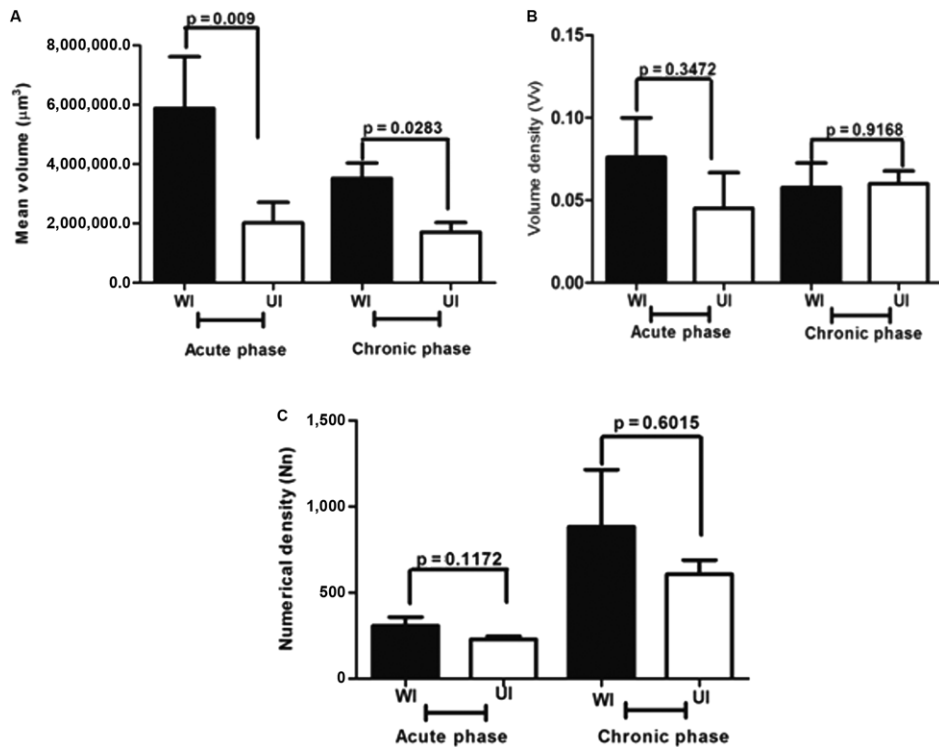 A
p = 0.009
8,000,000.0
6,000,000.0
4,000,000.0
2,000,000.0
0.0
Mean volume (µm³)
p = 0.0283
WI UI WI UI
Acute phase Chronic phase
B
0.15
0.10
0.05
0.00
Volume density (Vv)
p = 0.3472
p = 0.9168
WI UI WI UI
Acute phase Chronic phase
C
1,500
1,000
500
0
Numerical density (Nn)
p = 0.6015
p = 0.1172
WI UI WI UI
Acute phase Chronic phase